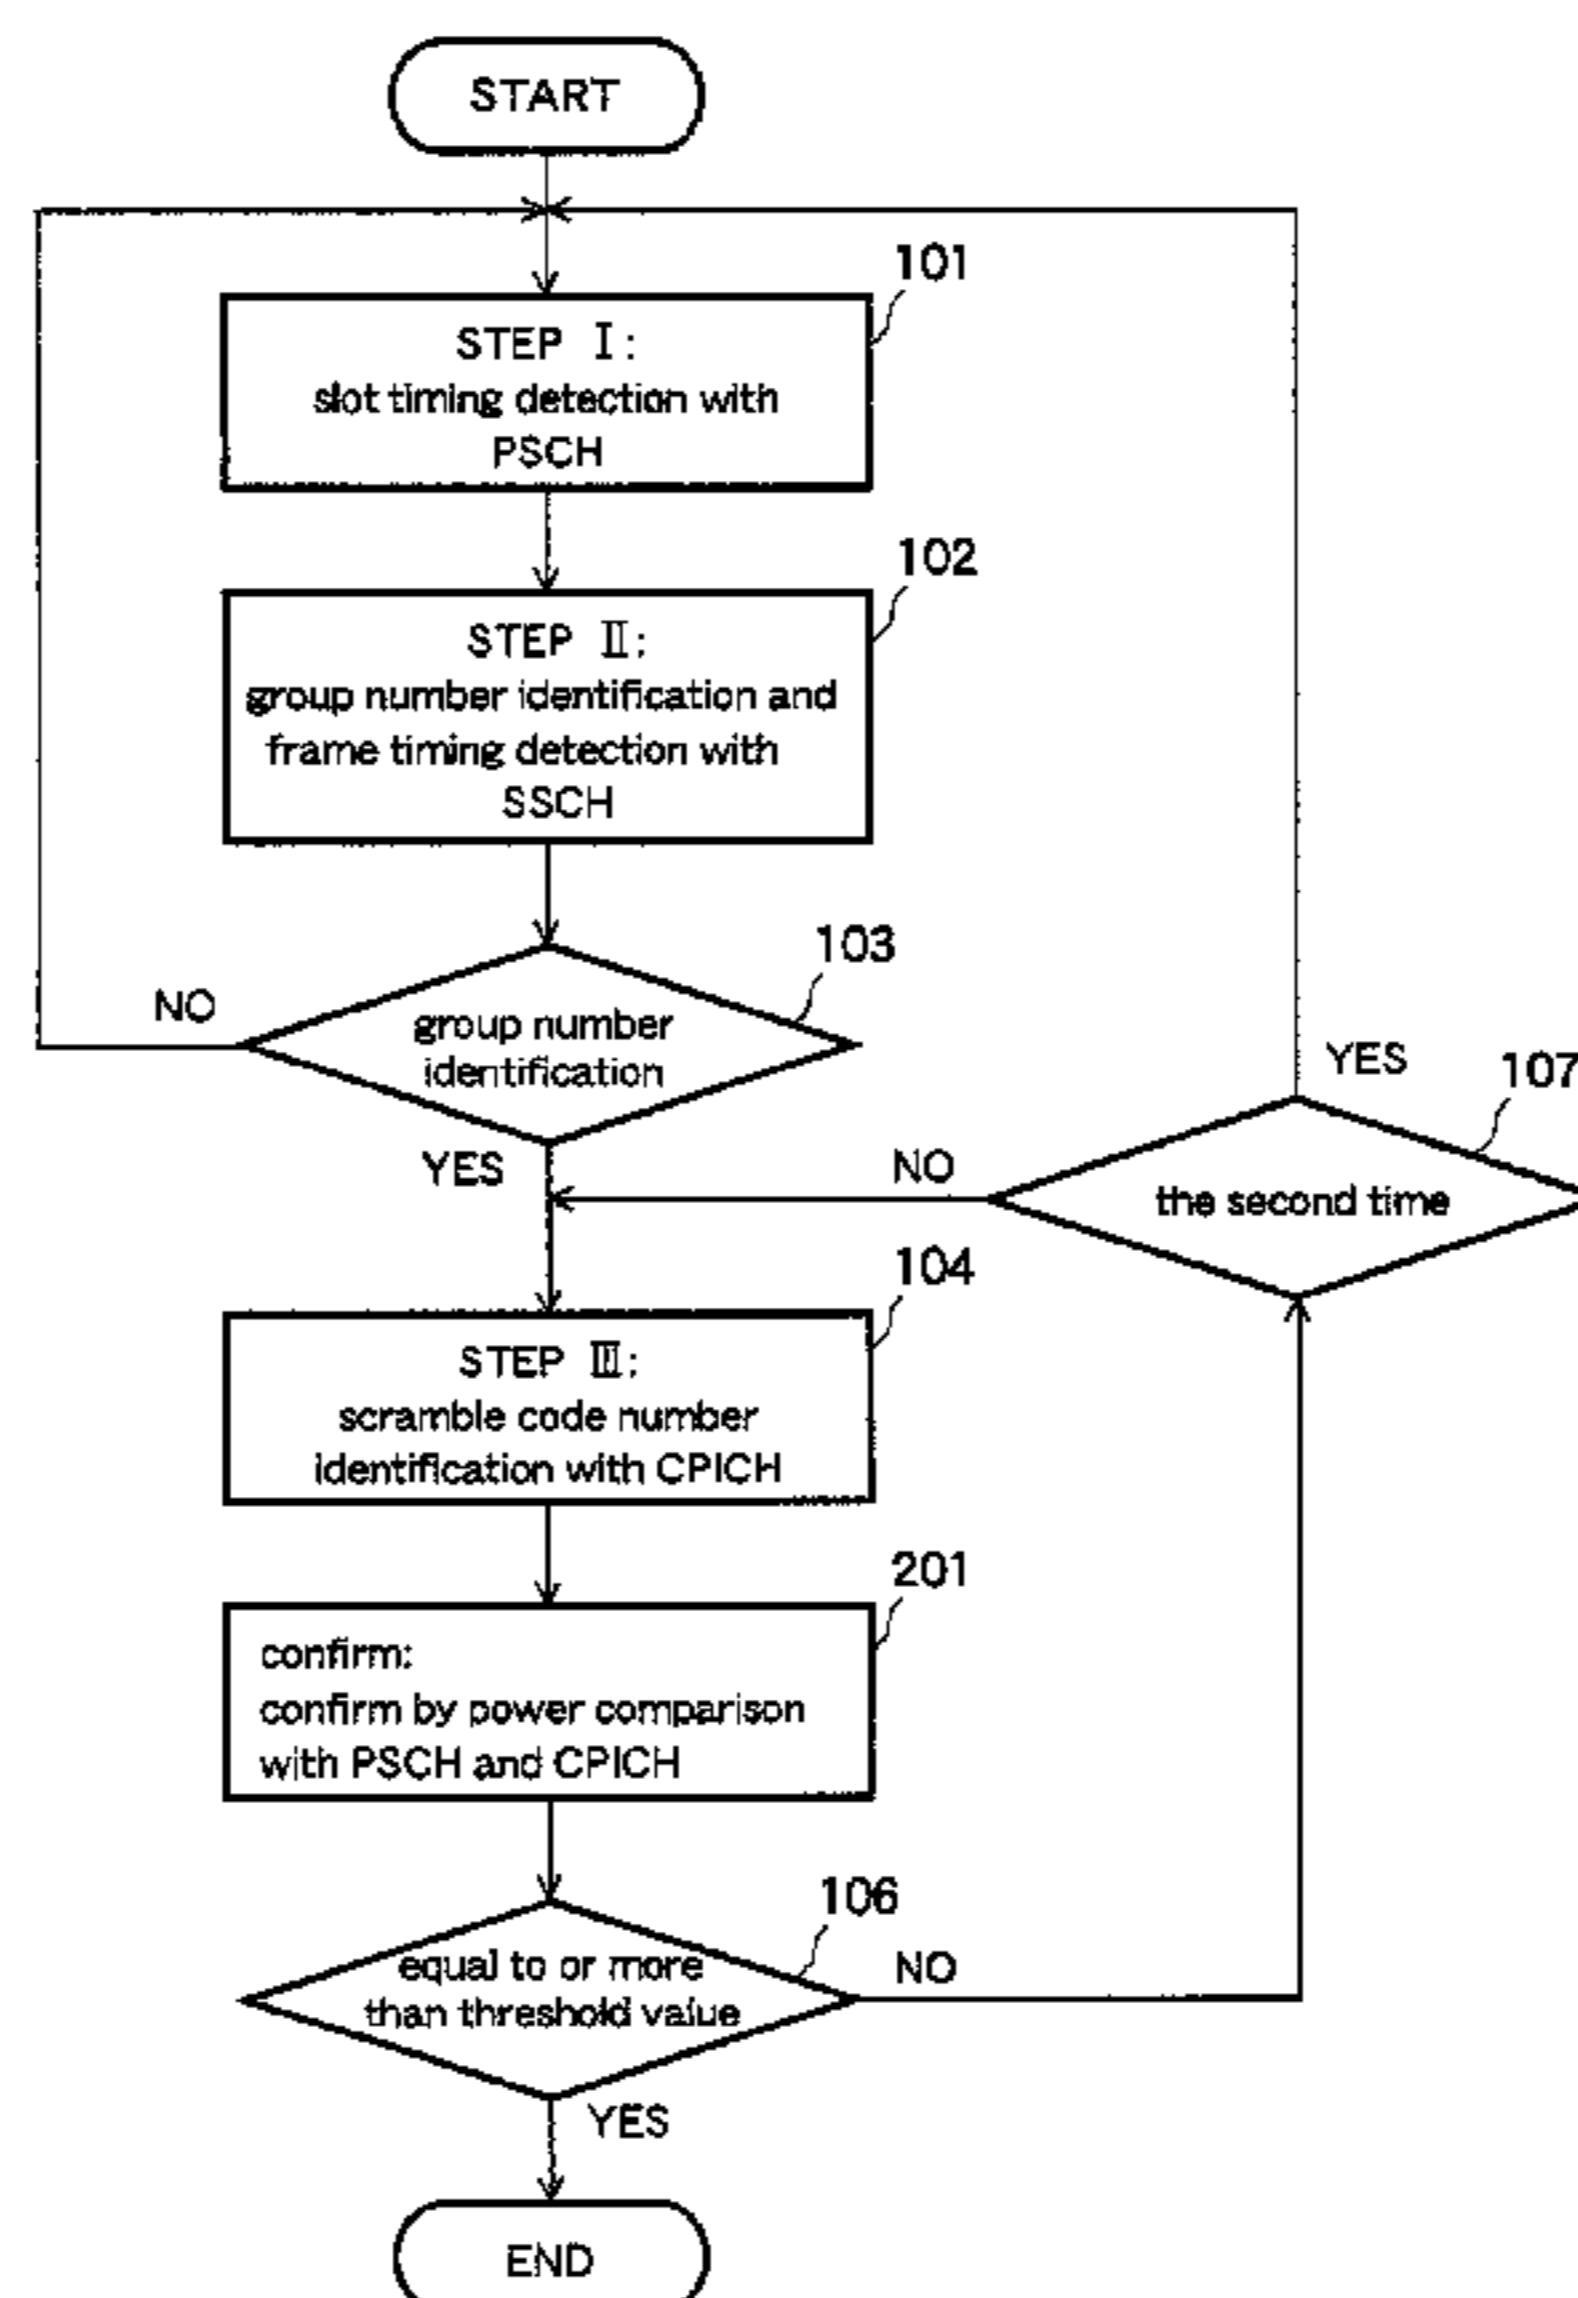 START
101
STEP I:
slot timing detection with
PSCH
102
STEP II:
group number identification and
frame timing detection with
SSCH
103
NO
group number
identification
YES
YES
107
NO
the second time
104
STEP III:
scramble code number
identification with CPICH
201
confirm:
confirm by power comparison
with PSCH and CPICH
106
equal to or more
than threshold value
NO
YES
END